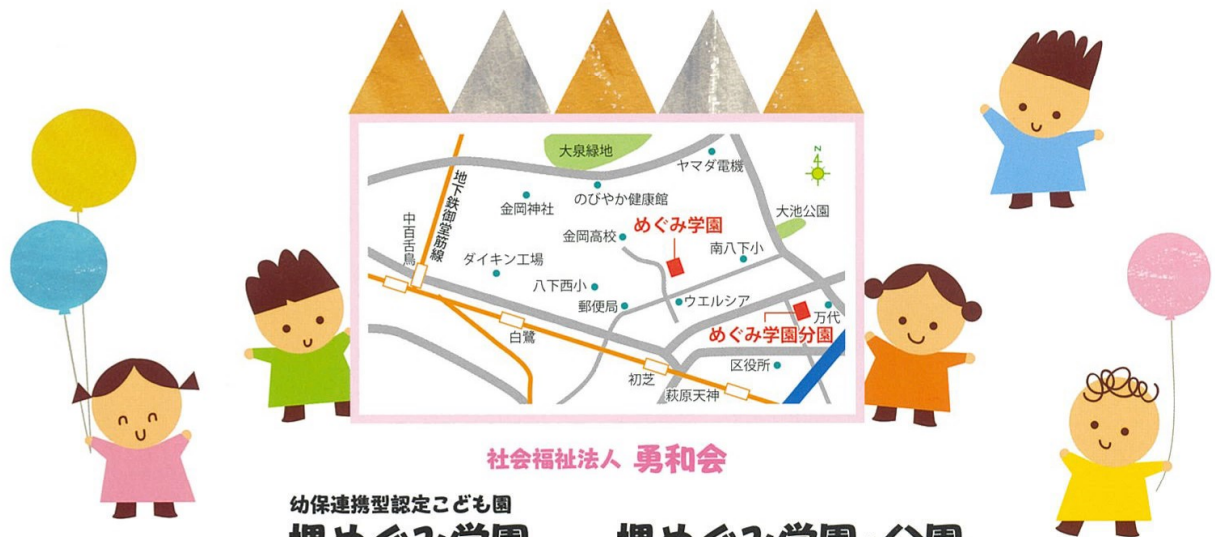 大泉緑地
ヤマダ電機
N
4
地下鉄御堂筋線
のびやか健康館
金岡神社
大池公園
中百舌鳥
金岡高校
めぐみ学園
南八下小
ダイキン工場
八下西小
郵便局
ウエルシア
万代
白鷺
めぐみ学園分園
区役所
初芝
萩原天神
社会福祉法人 勇和会
幼保連携型認定こども園